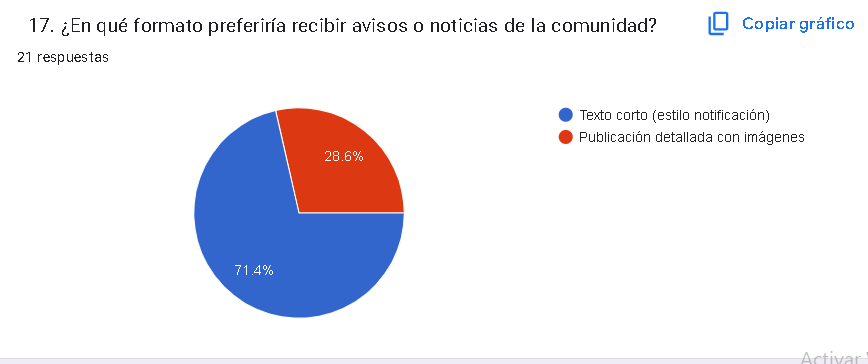 17. ¿En qué formato preferiría recibir avisos o noticias de la comunidad?
Copiar gráfico
21 respuestas
Texto corto (estilo notificación)
Publicación detallada con imágenes
28.6%
71.4%
Activar